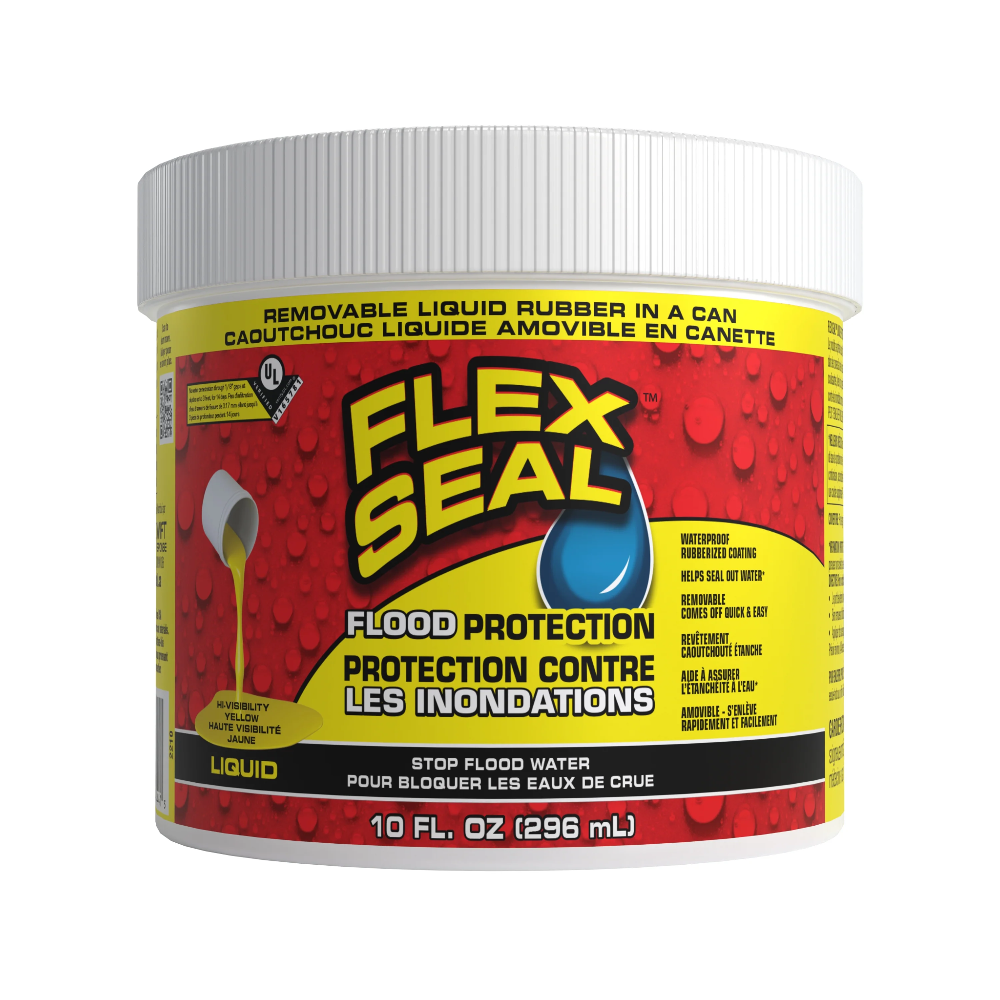 REMOVABLE LIQUID RUBBER IN A CAN
CAOUTCHOUC LIQUIDE AMOVIBLE EN CANETTE
No water penetration through 1/8" gaps at
depths up to 3 feet, for 14 days. Pas d'infiltration
d'eau à travers de fissure de 3.17 mm allant jusqu'à
3 pieds de profondeur, pendant 14 jours
UL
VERIFIED
verifyUL.com
V165781
FLEX
SEAL
TM
FLOOD PROTECTION
PROTECTION CONTRE
LES INONDATIONS
WATERPROOF
RUBBERIZED COATING
HELPS SEAL OUT WATER*
REMOVABLE
COMES OFF QUICK & EASY
REVÊTEMENT
CAOUTCHOUTÉ ÉTANCHE
AIDE À ASSURER
L'ÉTANCHÉITÉ À L'EAU*
AMOVIBLE - S'ENLÈVE
RAPIDEMENT ET FACILEMENT
HI-VISIBILITY
YELLOW
HAUTE VISIBILITÉ
JAUNE
LIQUID
STOP FLOOD WATER
POUR BLOQUER LES EAUX DE CRUE
10 FL. OZ (296 mL)
2210